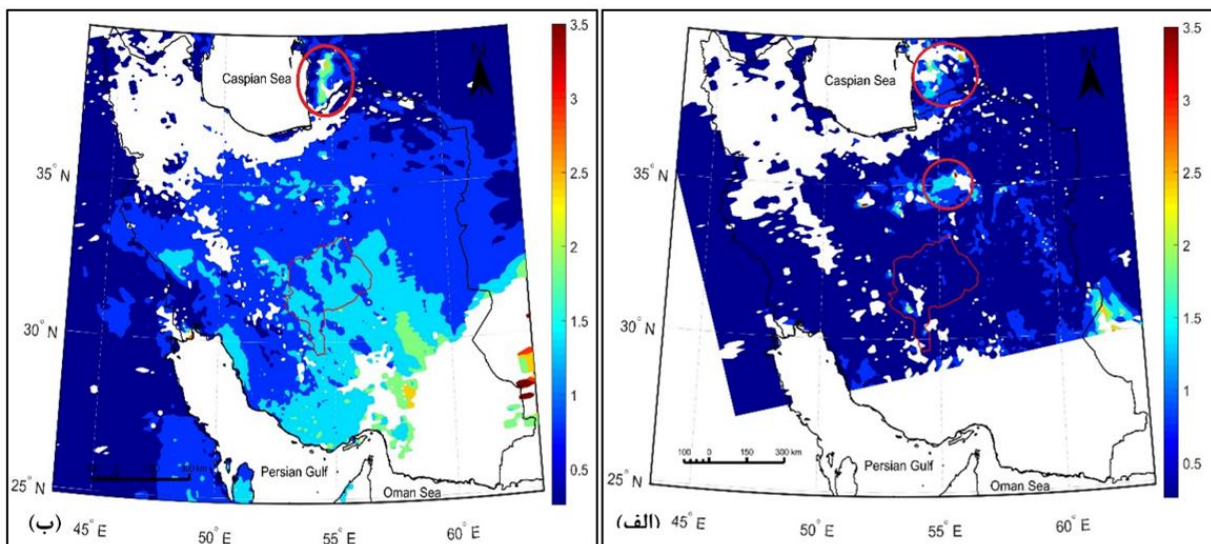 3.5
3
2.5
2
1.5
1
0.5
N
Caspian Sea
35° N
30° N
25° N
Persian Gulf
Oman Sea
300 km
45° E
50° E
55° E
60° E
(ب)
3.5
3
2.5
2
1.5
1
0.5
N
Caspian Sea
35° N
30° N
25° N
Persian Gulf
Oman Sea
100 0 150 300 km
45° E
50° E
55° E
60° E
(الف)